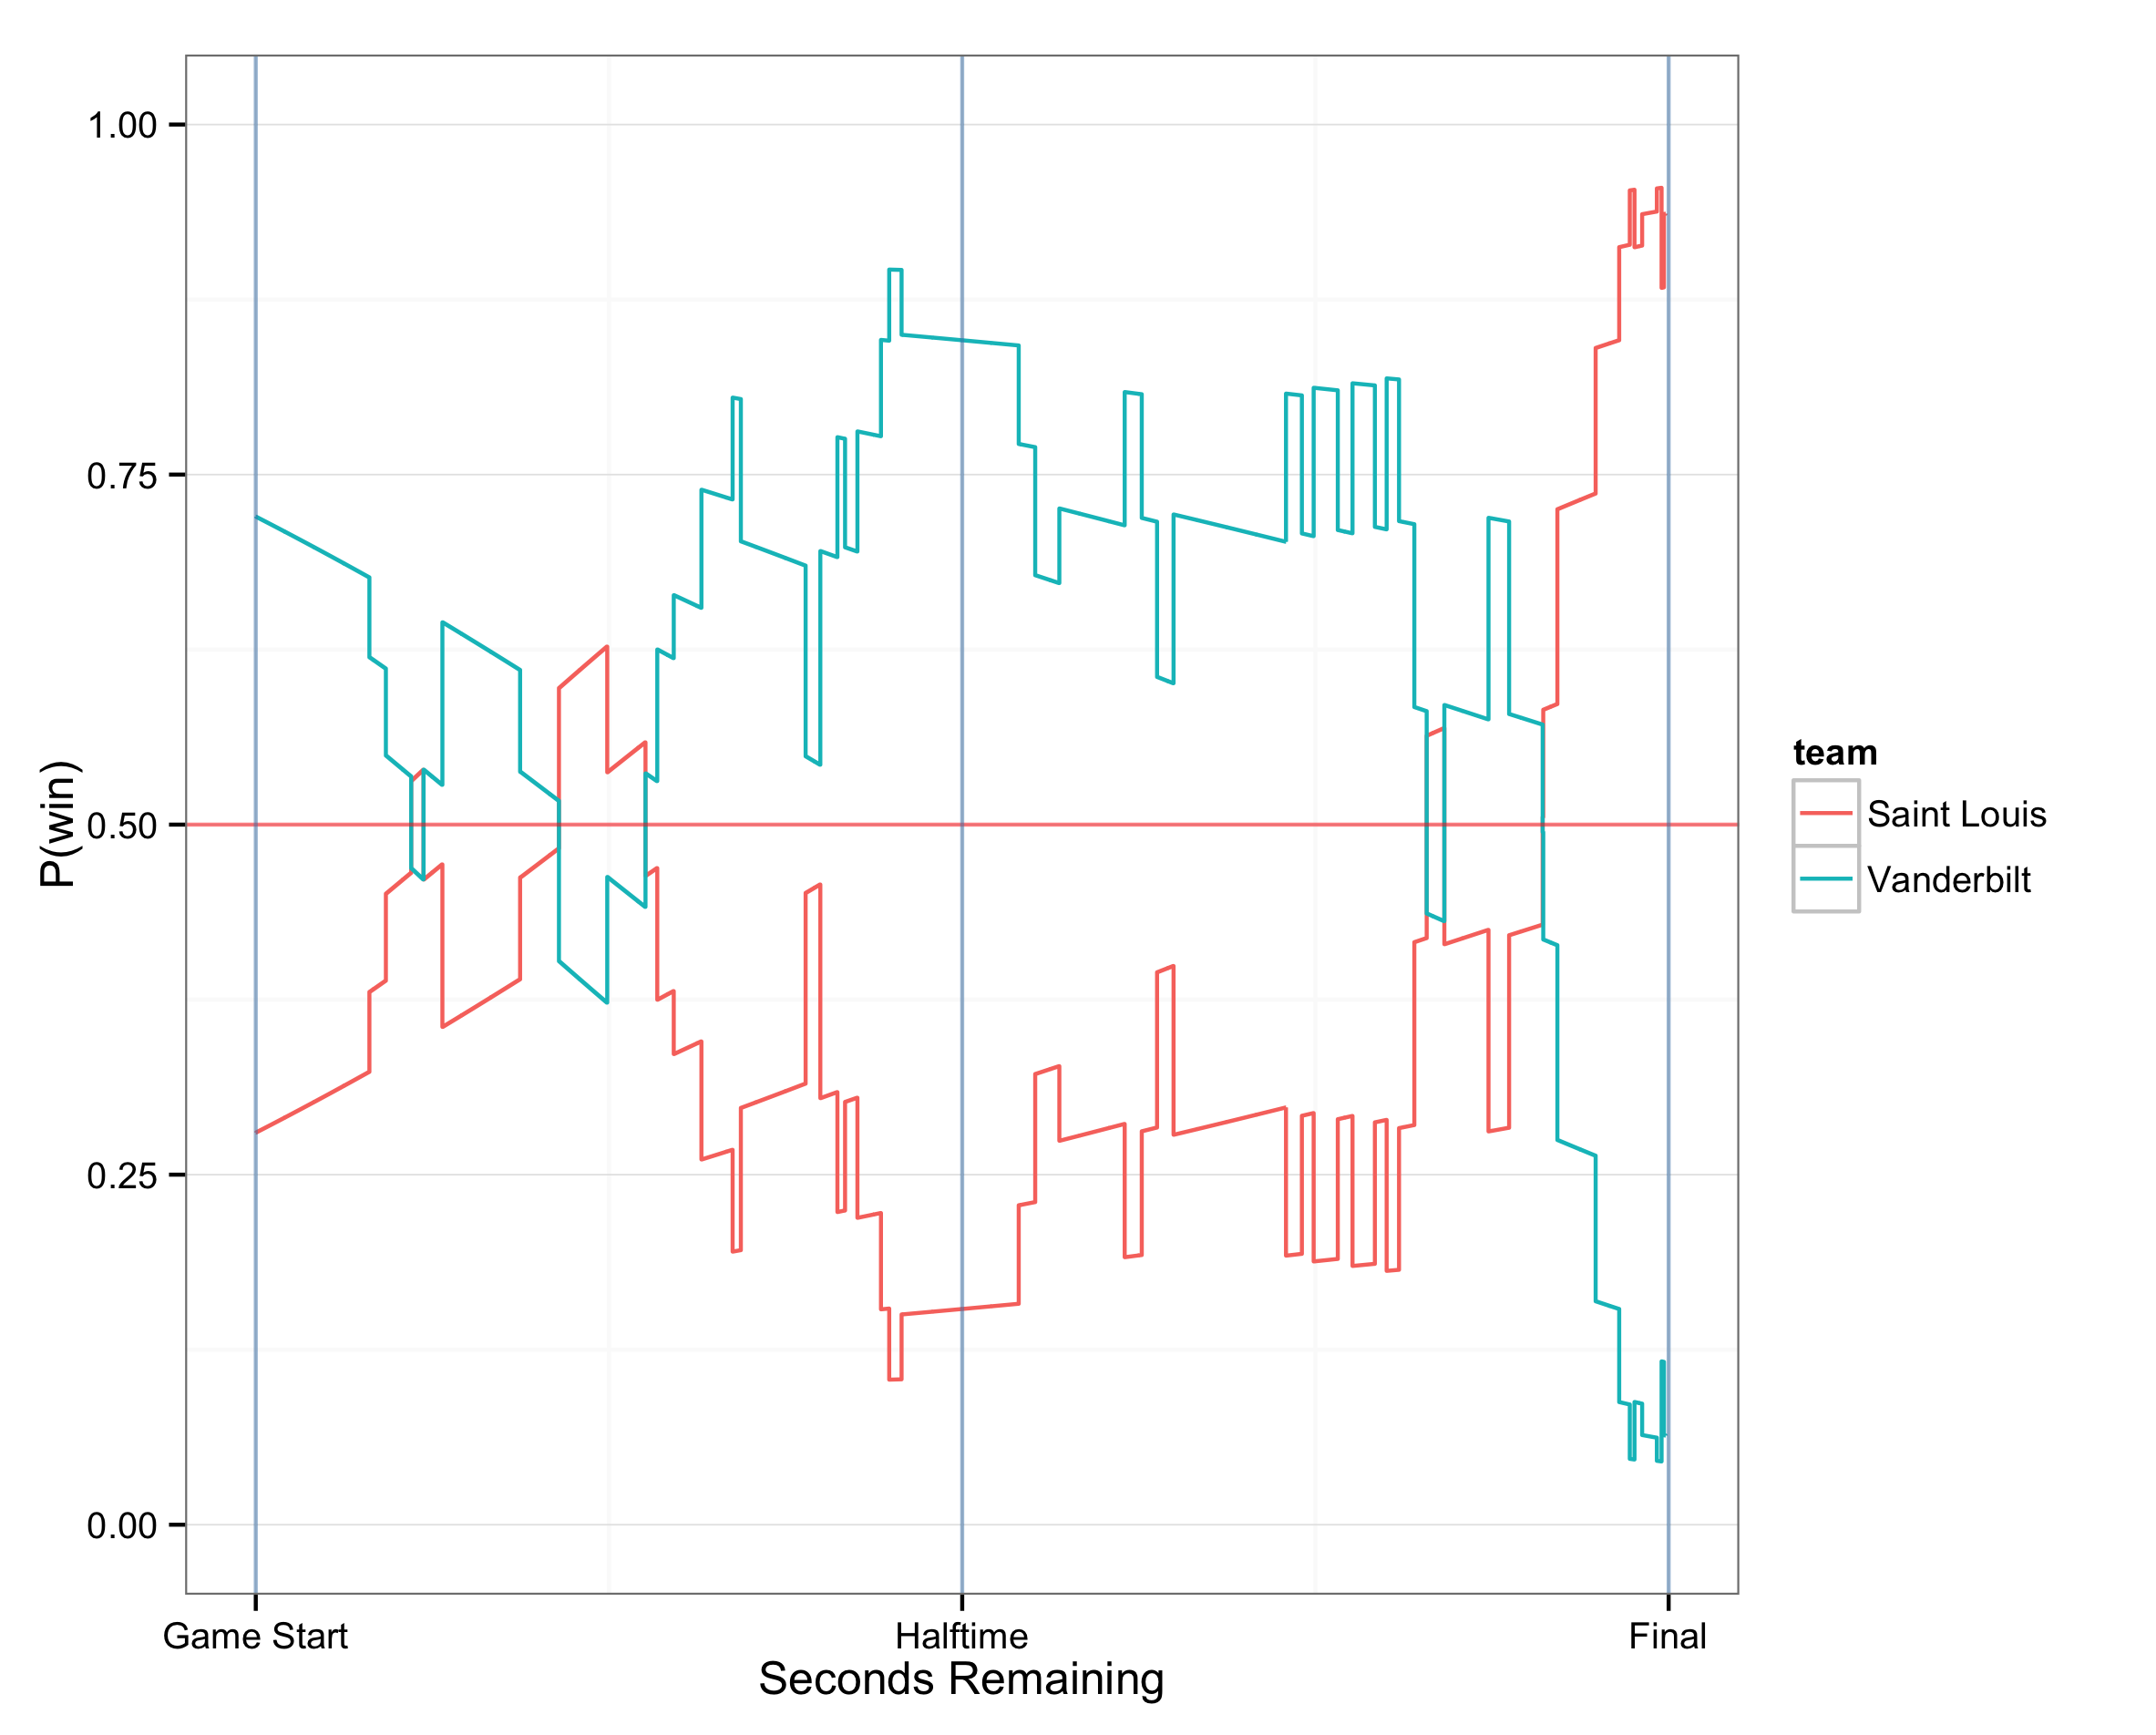 1.00
0.75
0.50
0.25
0.00
P(win)
Game Start
Halftime
Final
Seconds Remaining
team
Saint Louis
Vanderbilt